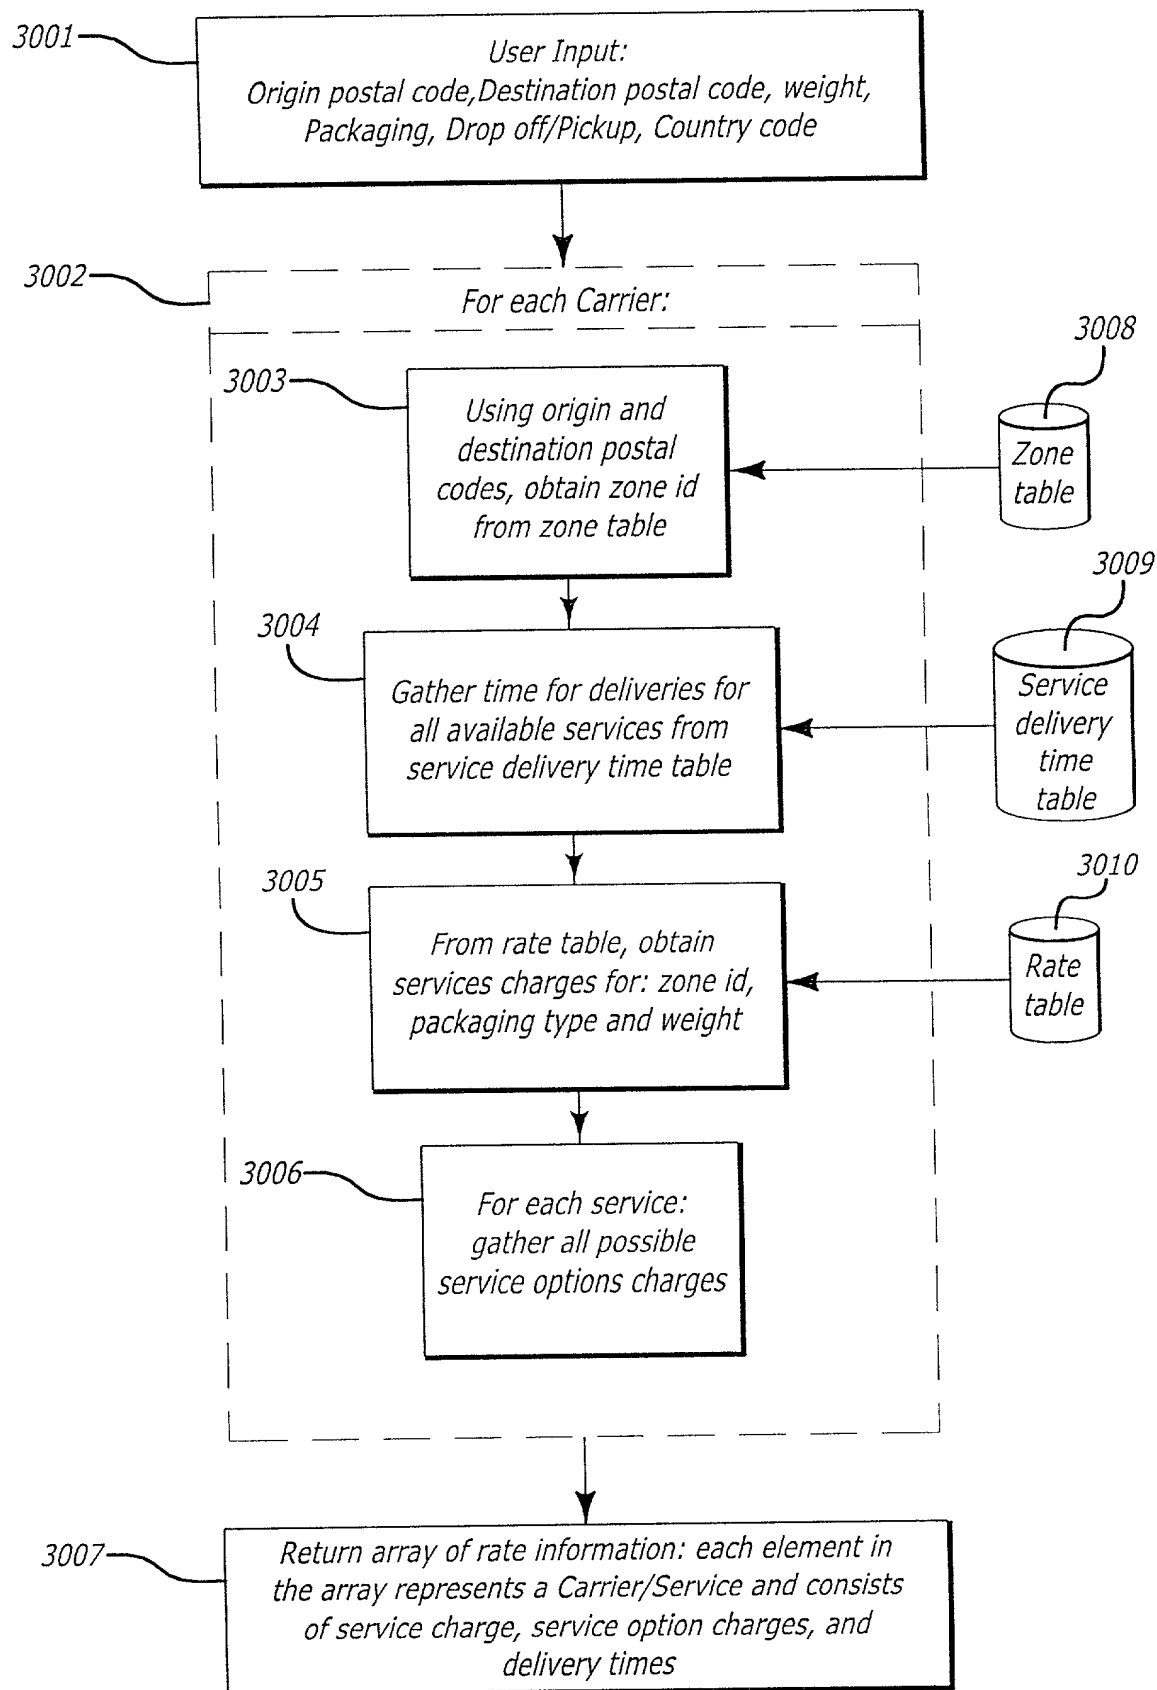 3001
User Input:
Origin postal code,Destination postal code, weight,
Packaging, Drop off/Pickup, Country code
3002
For each Carrier:
3003
Using origin and
destination postal
codes, obtain zone id
from zone table
3008
Zone
table
3004
Gather time for deliveries for
all available services from
service delivery time table
3009
Service
delivery
time
table
3005
From rate table, obtain
services charges for: zone id,
packaging type and weight
3010
Rate
table
3006
For each service:
gather all possible
service options charges
3007
Return array of rate information: each element in
the array represents a Carrier/Service and consists
of service charge, service option charges, and
delivery times